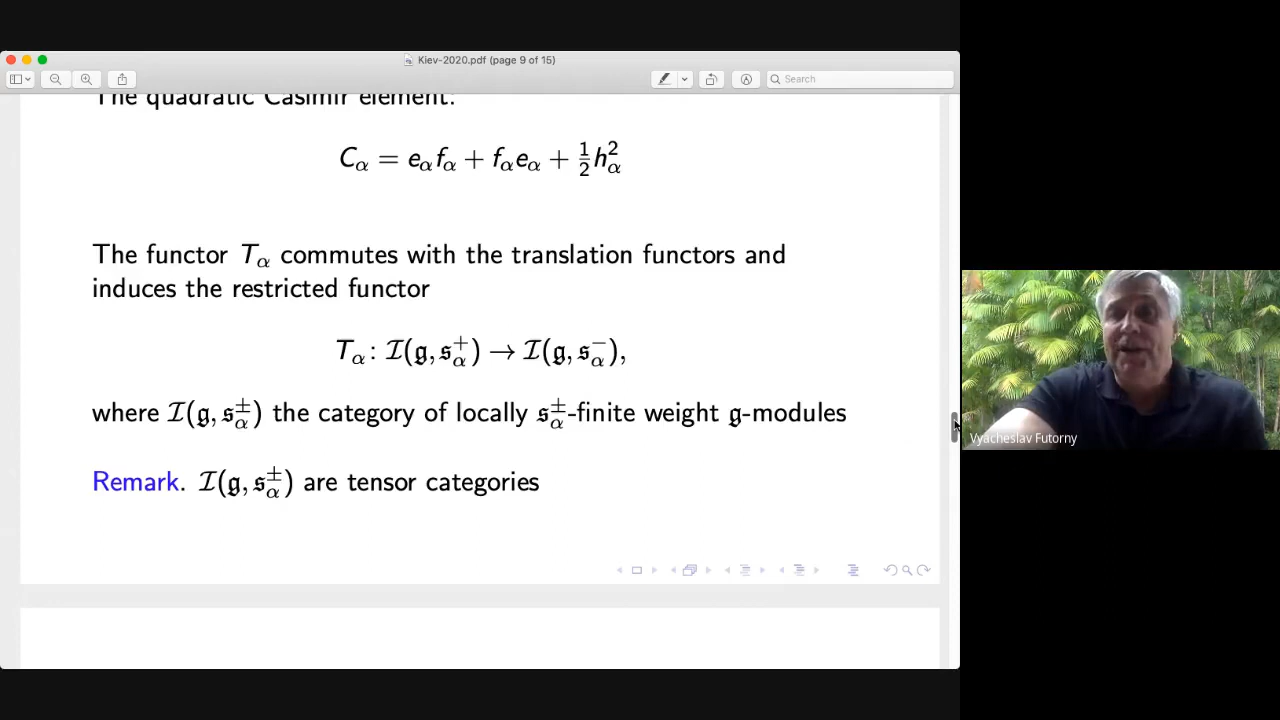 Kiev-2020.pdf (page 9 of 15)
Search
The quadratic Casimir element:
C_α = e_α f_α + f_α e_α + ½h_α²
The functor T_α commutes with the translation functors and
induces the restricted functor
T_α : 𝓘(𝔤, 𝔰_α⁺) → 𝓘(𝔤, 𝔰_α⁻),
where 𝓘(𝔤, 𝔰_α^±) the category of locally 𝔰_α^±-finite weight 𝔤-modules
Remark. 𝓘(𝔤, 𝔰_α^±) are tensor categories
Vyacheslav Futorny